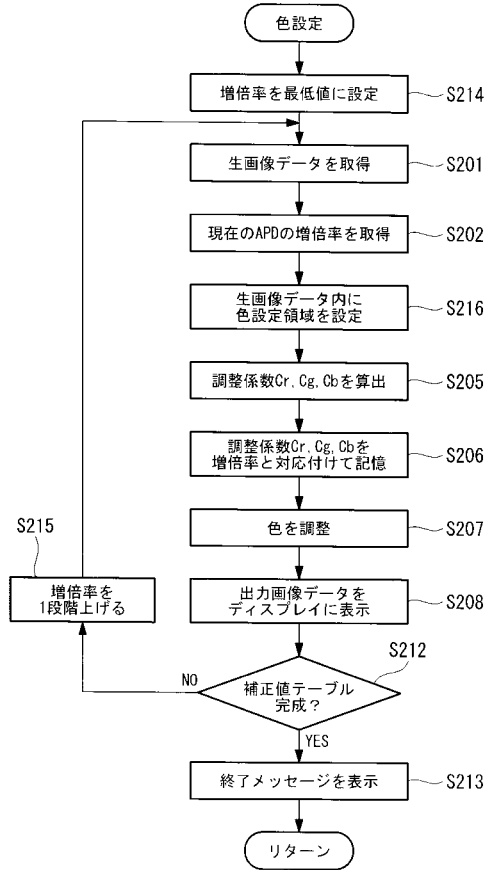 色設定
増倍率を最低値に設定
S214
生画像データを取得
S201
現在のAPDの増倍率を取得
S202
生画像データ内に
色設定領域を設定
S216
調整係数Cr, Cg, Cbを算出
S205
調整係数Cr, Cg, Cbを
増倍率と対応付けて記憶
S206
色を調整
S207
S215
増倍率を
1段階上げる
出力画像データを
ディスプレイに表示
S208
S212
補正値テーブル
完成?
NO
YES
終了メッセージを表示
S213
リターン